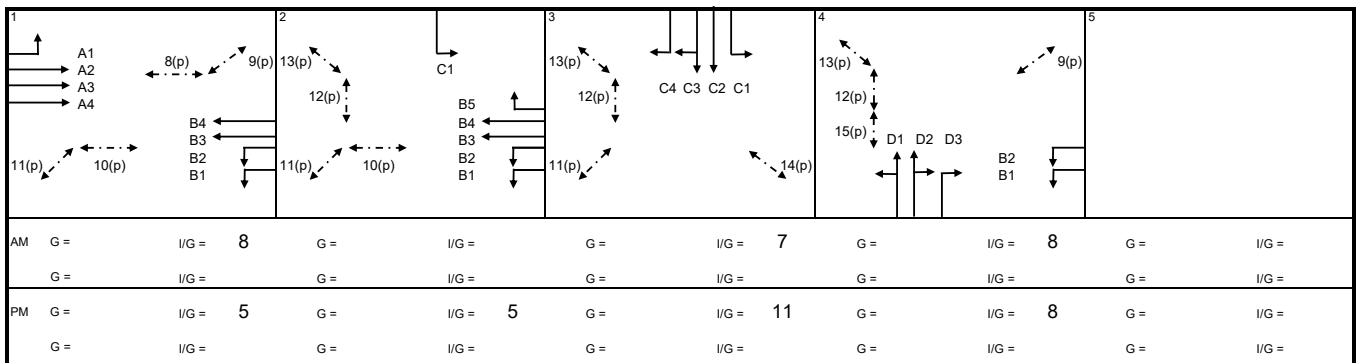 1
A1
A2
A3
A4
8(p)
9(p)
B4
B3
B2
B1
11(p)
10(p)
2
13(p)
12(p)
11(p)
10(p)
C1
B5
B4
B3
B2
B1
3
13(p)
12(p)
11(p)
C4 C3 C2 C1
14(p)
4
13(p)
12(p)
15(p)
D1 D2 D3
9(p)
B2
B1
5
AM G = I/G = 8 G = I/G = G = I/G = 7 G = I/G = 8 G = I/G =
G = I/G = G = I/G = G = I/G = G = I/G = G = I/G =
PM G = I/G = 5 G = I/G = 5 G = I/G = 11 G = I/G = 8 G = I/G =
G = I/G = G = I/G = G = I/G = G = I/G = G = I/G =